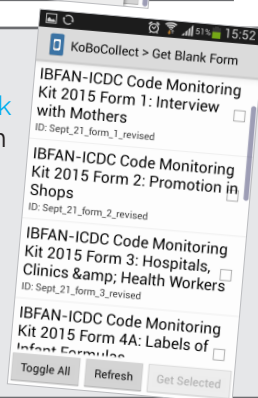 51% 15:52
KoBoCollect > Get Blank Form
IBFAN-ICDC Code Monitoring
Kit 2015 Form 1: Interview
with Mothers
ID: Sept_21_form_1_revised
IBFAN-ICDC Code Monitoring
Kit 2015 Form 2: Promotion in
Shops
ID: Sept_21_form_2_revised
IBFAN-ICDC Code Monitoring
Kit 2015 Form 3: Hospitals,
Clinics &amp; Health Workers
ID: Sept_21_form_3_revised
IBFAN-ICDC Code Monitoring
Kit 2015 Form 4A: Labels of
Infant Formulas
Toggle All Refresh Get Selected